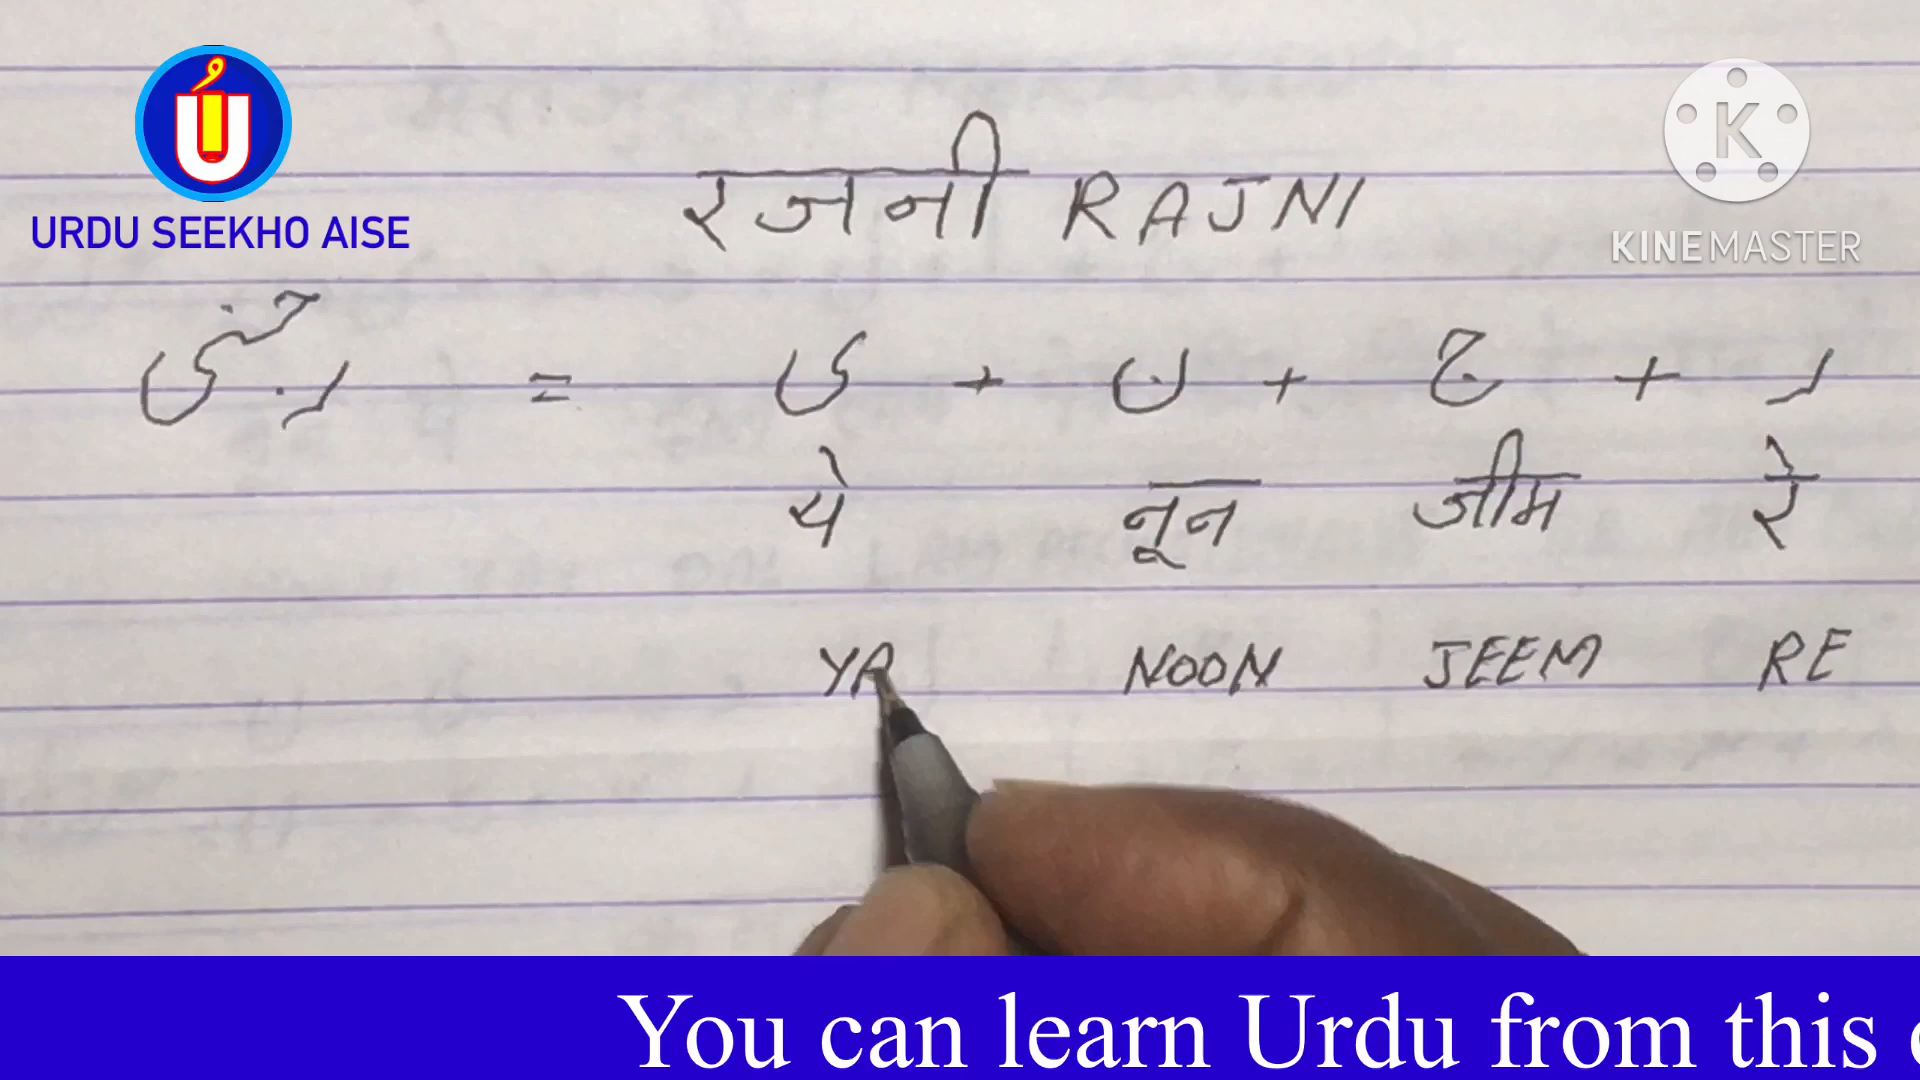 URDU SEEKHO AISE
K
KINEMASTER
रजनी RAJNI
رجنی = ی + ن + ج + ر
ये नून जीम रे
YA NOON JEEM RE
You can learn Urdu from this